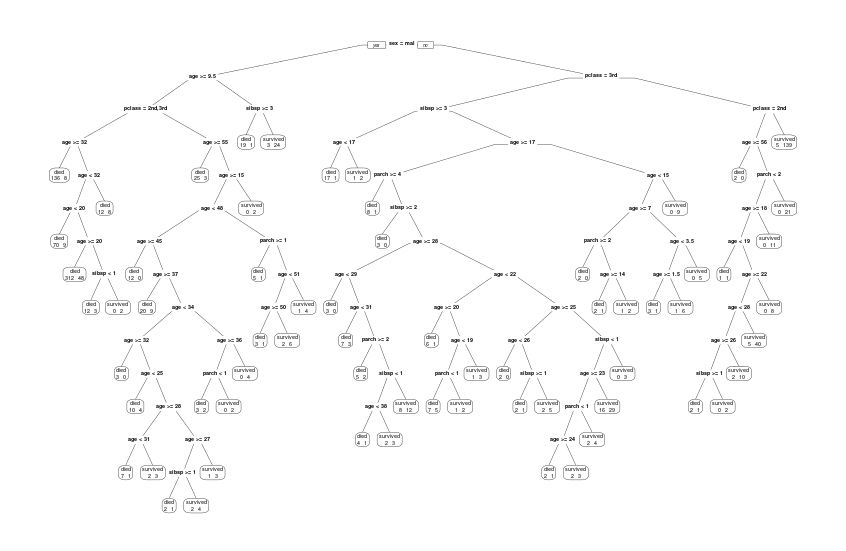 yes sex = mal no
age >= 9.5 pclass = 3rd
pclass = 2nd,3rd sibsp >= 3 sibsp >= 3 pclass = 2nd
age >= 32 age >= 55 died survived age < 17 age >= 17 age >= 56 survived
19 1 3 24 5 139
died age < 32 died age >= 15 died survived parch >= 4 age < 15 died parch < 2
136 8 25 3 17 1 1 2 2 0
age < 20 died age < 48 survived died sibsp >= 2 age >= 7 survived age >= 18 survived
12 8 0 2 8 1 0 9 0 21
died age >= 20 age >= 45 parch >= 1 died age >= 28 parch >= 2 age < 3.5 age < 19 survived
70 9 3 0 0 11
died sibsp < 1 died age >= 37 died age < 51 age < 29 age < 22 died age >= 14 age >= 1.5 survived died age >= 22
312 48 12 0 5 1 2 0 0 5 1 1
died survived died age < 34 age >= 50 survived died age < 31 age >= 20 age >= 25 died survived died survived age < 28 survived
12 3 0 2 20 9 1 4 3 0 2 1 1 2 3 1 1 6 0 8
age >= 32 age >= 36 died survived died parch >= 2 died age < 19 age < 26 sibsp < 1 age >= 26 survived
3 1 2 6 7 3 6 1 5 40
died age < 25 parch < 1 survived died sibsp < 1 parch < 1 survived died sibsp >= 1 age >= 23 survived sibsp >= 1 survived
3 0 0 4 5 2 1 3 2 0 0 3 2 10
died age >= 28 died survived age < 38 survived died survived died survived parch < 1 survived died survived
10 4 3 2 0 2 8 12 7 5 1 2 2 1 2 5 16 29 2 1 0 2
age < 31 age >= 27 died survived age >= 24 survived
4 1 2 3 2 4
died survived sibsp >= 1 survived died survived
7 1 2 3 1 3 2 1 2 3
died survived
2 1 2 4